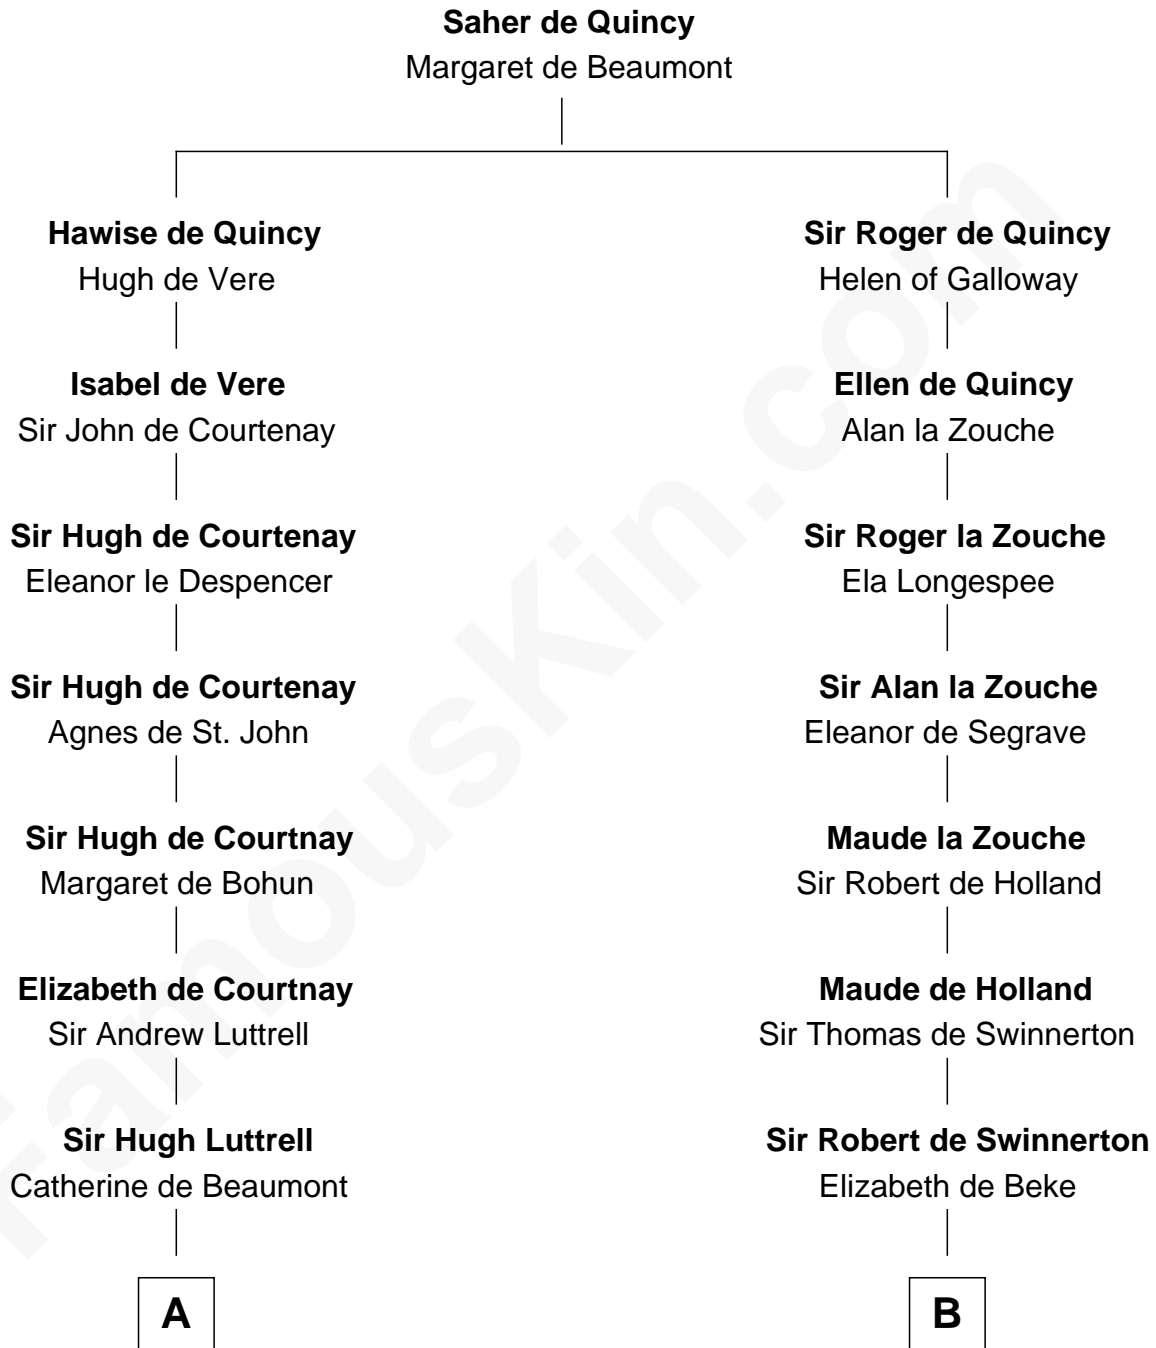 Saher de Quincy
Margaret de Beaumont
Hawise de Quincy
Hugh de Vere
Isabel de Vere
Sir John de Courtenay
Sir Hugh de Courtenay
Eleanor le Despencer
Sir Hugh de Courtenay
Agnes de St. John
Sir Hugh de Courtnay
Margaret de Bohun
Elizabeth de Courtnay
Sir Andrew Luttrell
Sir Hugh Luttrell
Catherine de Beaumont
A
Sir Roger de Quincy
Helen of Galloway
Ellen de Quincy
Alan la Zouche
Sir Roger la Zouche
Ela Longespee
Sir Alan la Zouche
Eleanor de Segrave
Maude la Zouche
Sir Robert de Holland
Maude de Holland
Sir Thomas de Swinnerton
Sir Robert de Swinnerton
Elizabeth de Beke
B
FamousKin.com